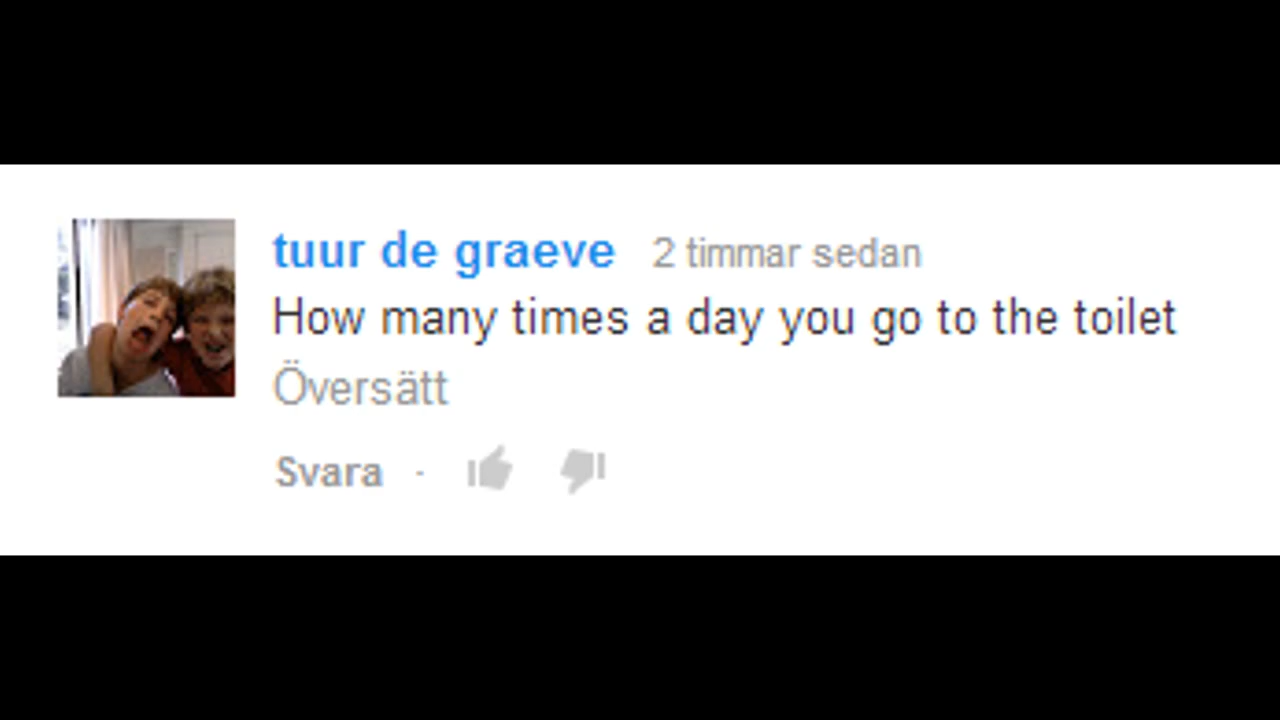 tuur de graeve 2 timmar sedan
How many times a day you go to the toilet
Översätt
Svara ·